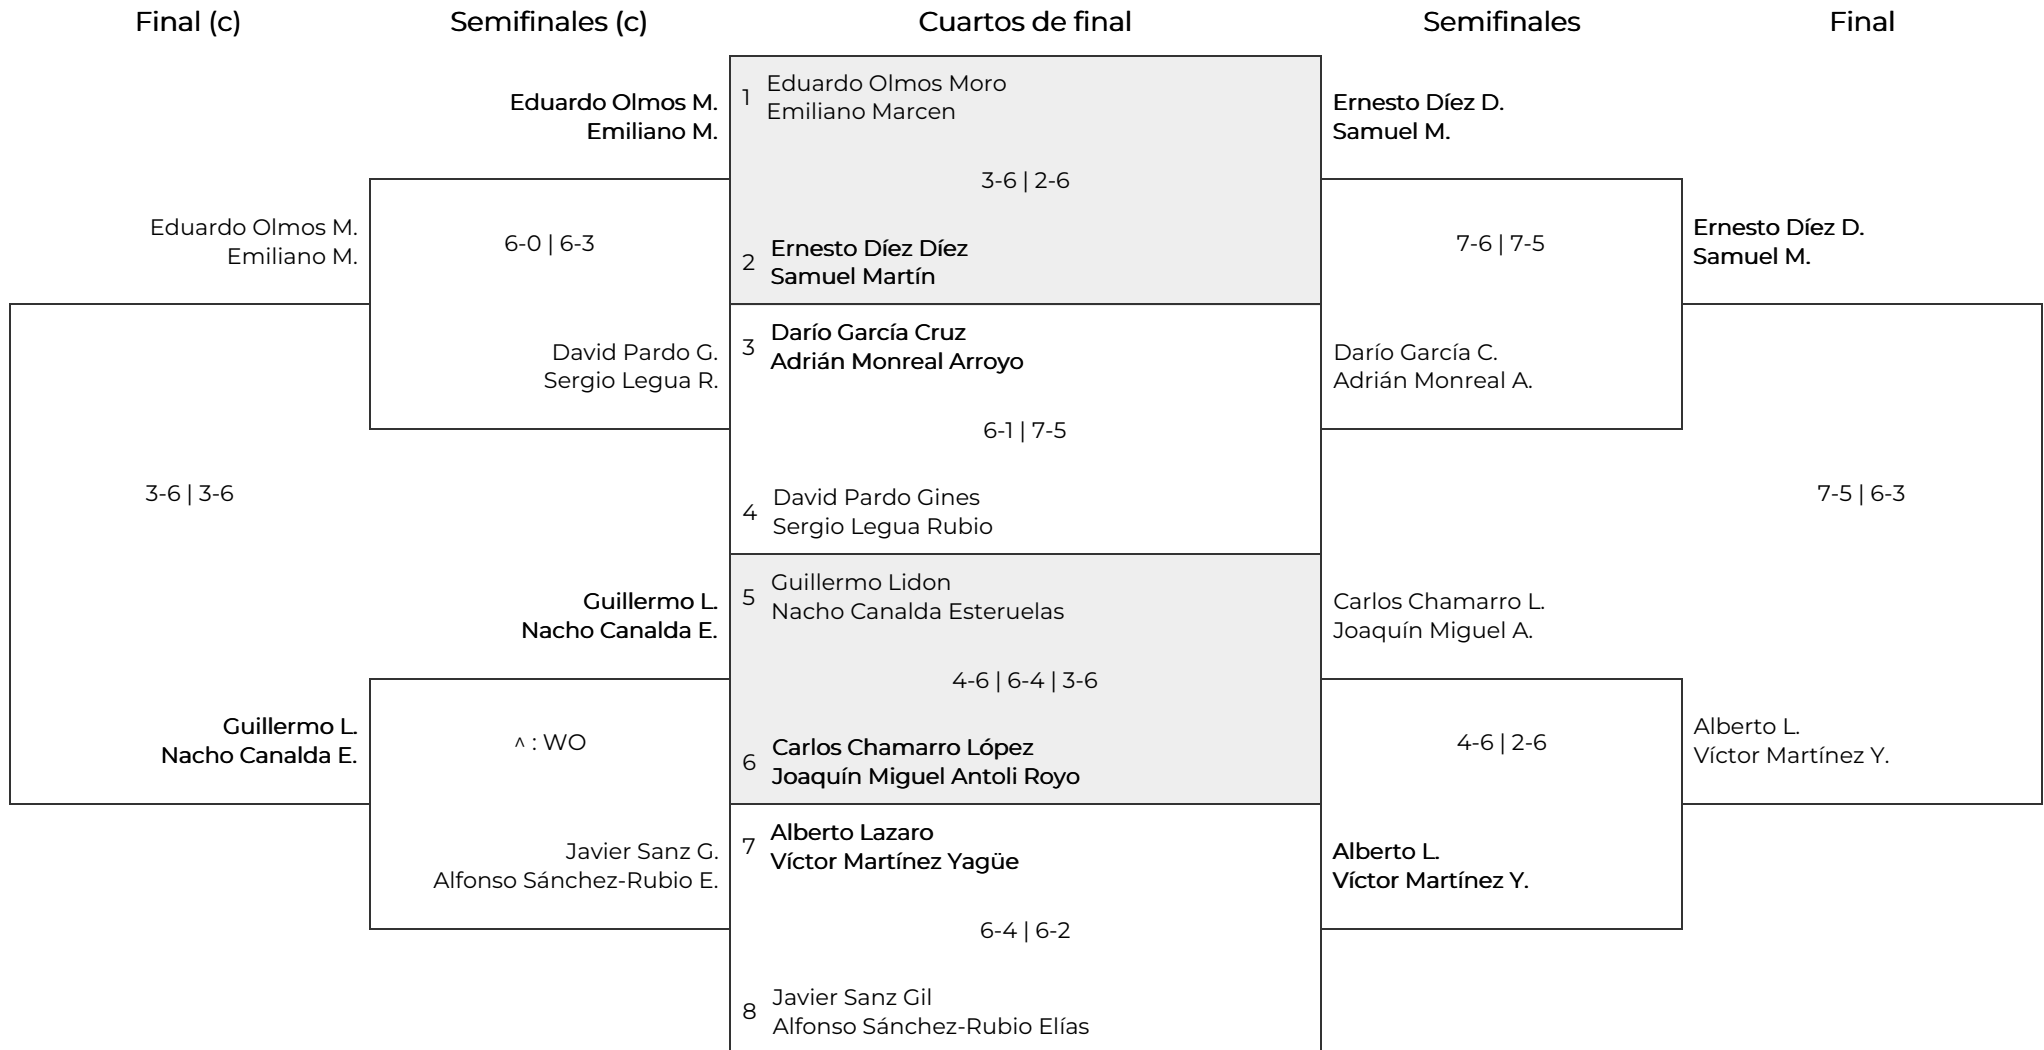 Final (c)
Semifinales (c)
Cuartos de final
Semifinales
Final
Eduardo Olmos M.
Emiliano M.
1
Eduardo Olmos Moro
Emiliano Marcen
Ernesto Díez D.
Samuel M.
3-6 | 2-6
Eduardo Olmos M.
Emiliano M.
6-0 | 6-3
2
Ernesto Díez Díez
Samuel Martín
7-6 | 7-5
Ernesto Díez D.
Samuel M.
David Pardo G.
Sergio Legua R.
3
Darío García Cruz
Adrián Monreal Arroyo
Darío García C.
Adrián Monreal A.
6-1 | 7-5
3-6 | 3-6
4
David Pardo Gines
Sergio Legua Rubio
7-5 | 6-3
Guillermo L.
Nacho Canalda E.
5
Guillermo Lidon
Nacho Canalda Esteruelas
Carlos Chamarro L.
Joaquín Miguel A.
4-6 | 6-4 | 3-6
Guillermo L.
Nacho Canalda E.
^ : WO
6
Carlos Chamarro López
Joaquín Miguel Antoli Royo
4-6 | 2-6
Alberto L.
Víctor Martínez Y.
Javier Sanz G.
Alfonso Sánchez-Rubio E.
7
Alberto Lazaro
Víctor Martínez Yagüe
Alberto L.
Víctor Martínez Y.
6-4 | 6-2
8
Javier Sanz Gil
Alfonso Sánchez-Rubio Elías